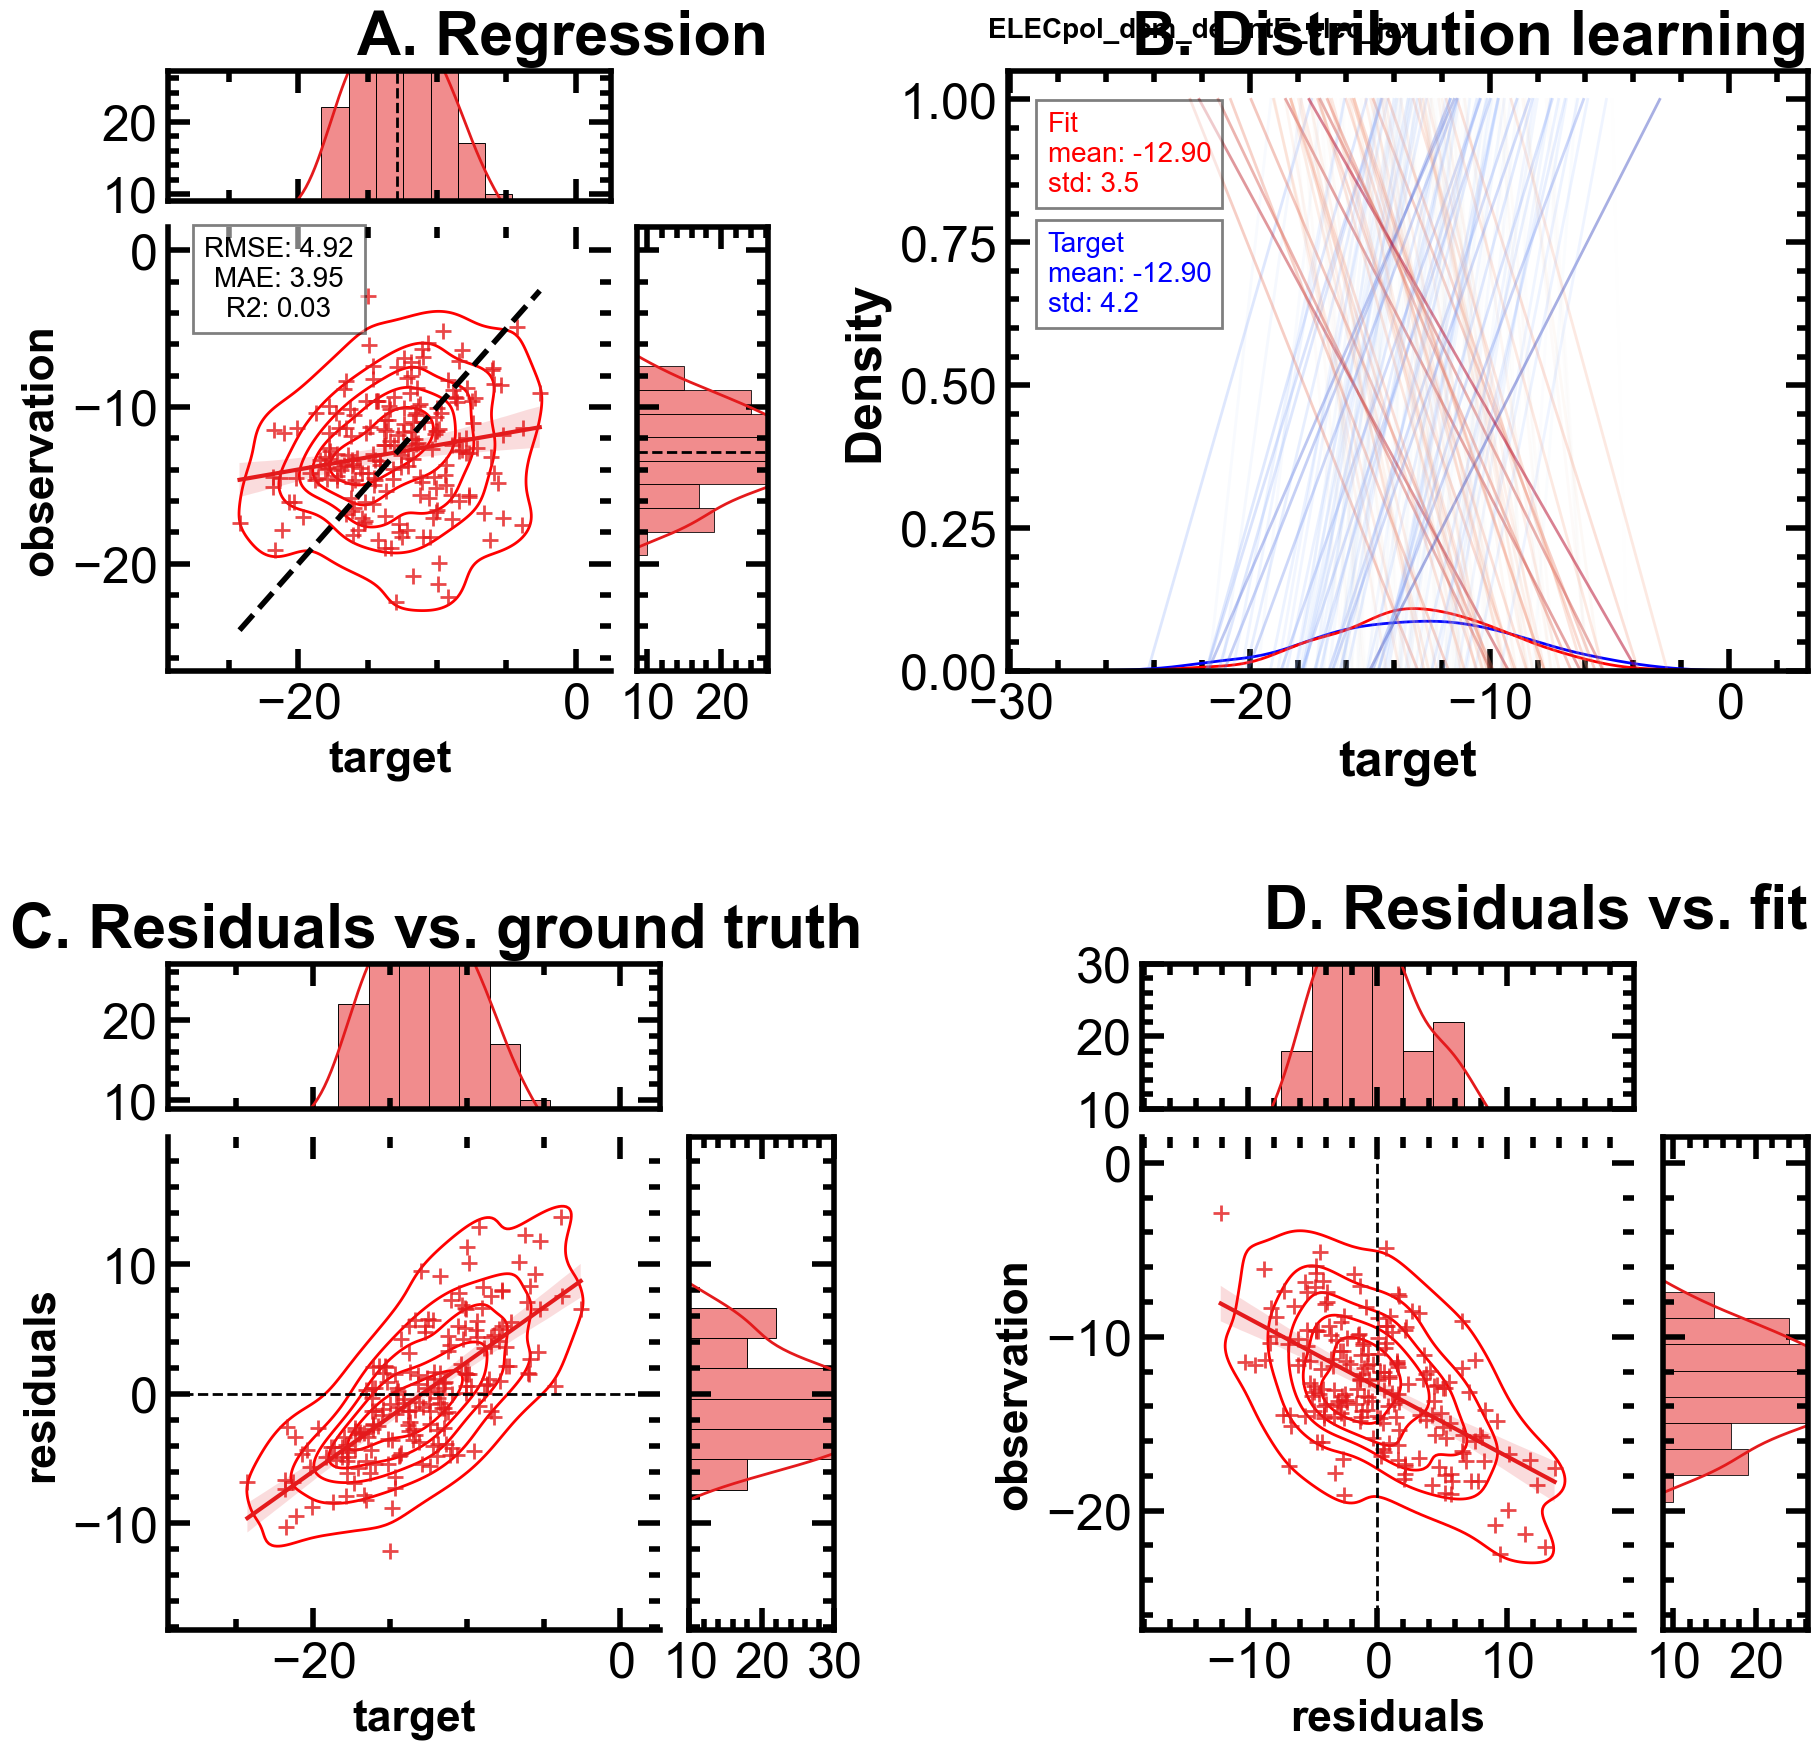 A. Regression
20
10
RMSE: 4.92
MAE: 3.95
R2: 0.03
0
−10
−20
observation
−20
0
10
20
target
B. Distribution learning
1.00
0.75
0.50
0.25
0.00
Density
Fit
mean: -12.90
std: 3.5
Target
mean: -12.90
std: 4.2
−30
−20
−10
0
target
C. Residuals vs. ground truth
20
10
10
0
−10
residuals
−20
0
10
20
30
target
D. Residuals vs. fit
30
20
10
0
−10
−20
observation
−10
0
10
10
20
residuals